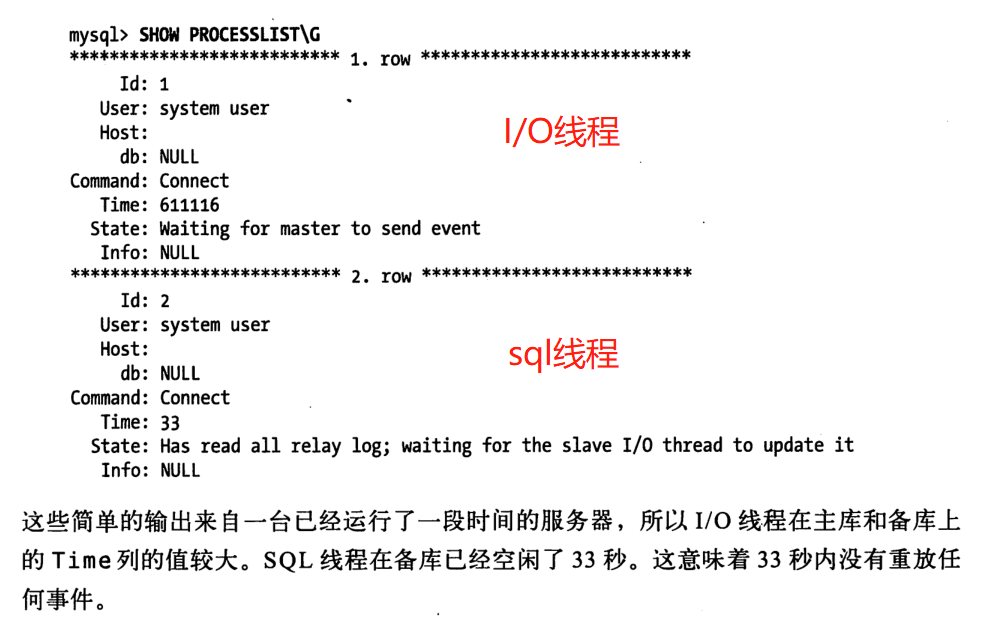 mysql> SHOW PROCESSLIST\G
*************************** 1. row ***************************
Id: 1
User: system user
Host:
db: NULL
I/O线程
Command: Connect
Time: 611116
State: Waiting for master to send event
Info: NULL
*************************** 2. row ***************************
Id: 2
User: system user
Host:
sql线程
db: NULL
Command: Connect
Time: 33
State: Has read all relay log; waiting for the slave I/O thread to update it
Info: NULL
这些简单的输出来自一台已经运行了一段时间的服务器，所以 I/O 线程在主库和备库上
的 Time 列的值较大。SQL 线程在备库已经空闲了 33 秒。这意味着 33 秒内没有重放任
何事件。